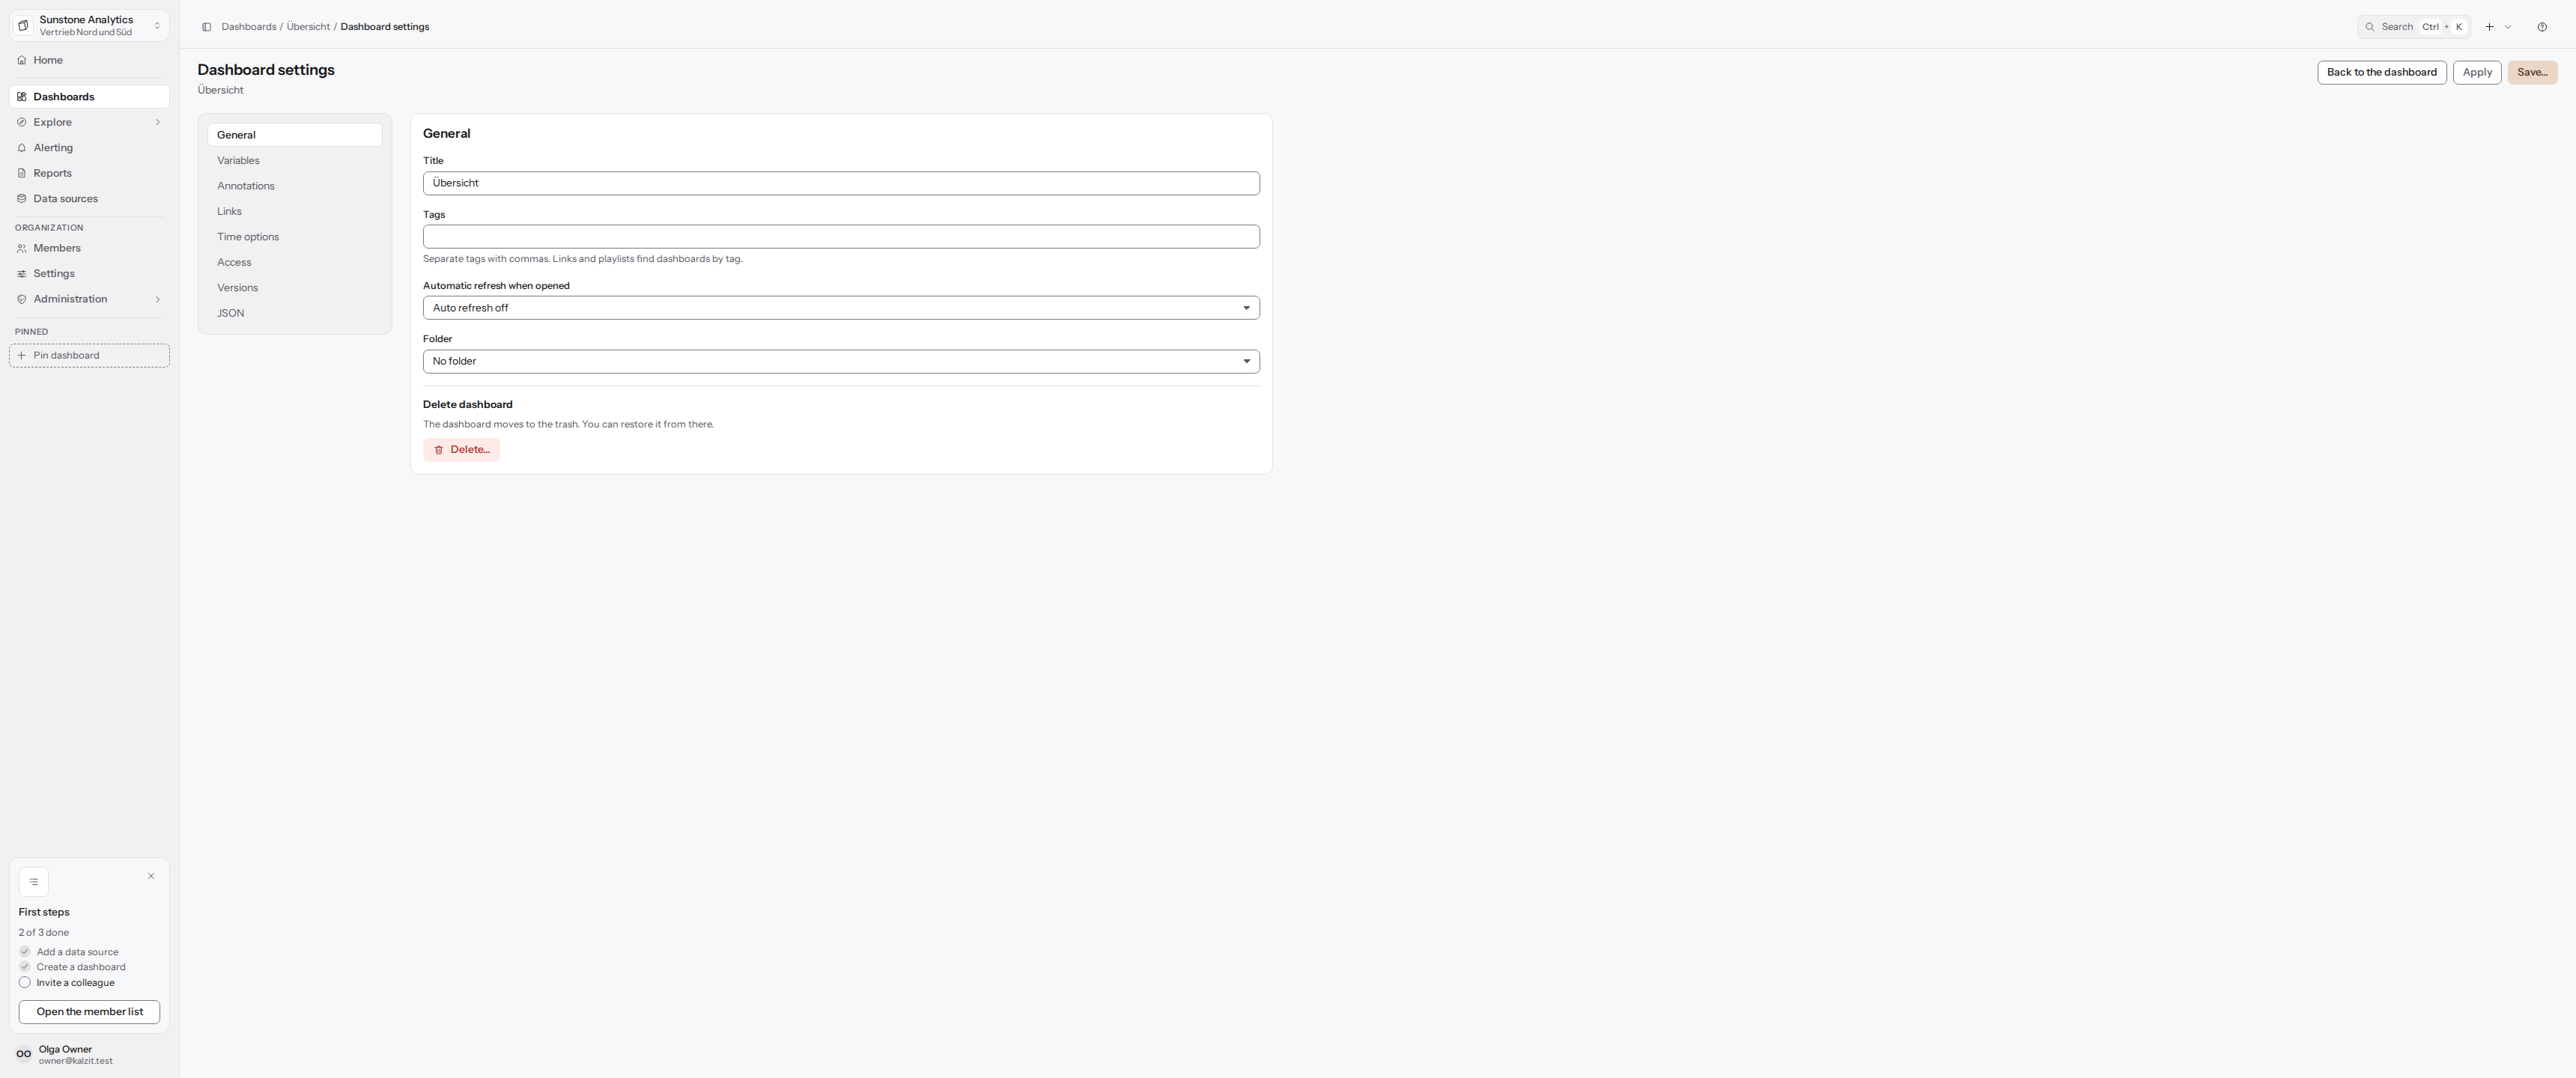 Sunstone Analytics
Vertrieb Nord und Süd
Home
Dashboards
Explore
Alerting
Reports
Data sources
ORGANIZATION
Members
Settings
Administration
PINNED
Pin dashboard
First steps
2 of 3 done
Add a data source
Create a dashboard
Invite a colleague
Open the member list
OO
Olga Owner
owner@kalzit.test
Dashboards / Übersicht / Dashboard settings
Search Ctrl + K
Dashboard settings
Übersicht
Back to the dashboard
Apply
Save...
General
Variables
Annotations
Links
Time options
Access
Versions
JSON
General
Title
Übersicht
Tags
Separate tags with commas. Links and playlists find dashboards by tag.
Automatic refresh when opened
Auto refresh off
Folder
No folder
Delete dashboard
The dashboard moves to the trash. You can restore it from there.
Delete...